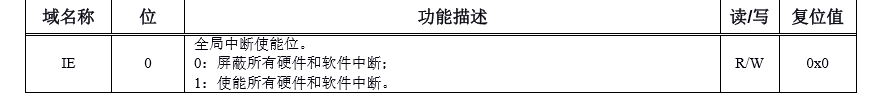 域名称 位 功能描述 读/写 复位值
全局中断使能位。
IE 0 0：屏蔽所有硬件和软件中断； R/W 0x0
1：使能所有硬件和软件中断。